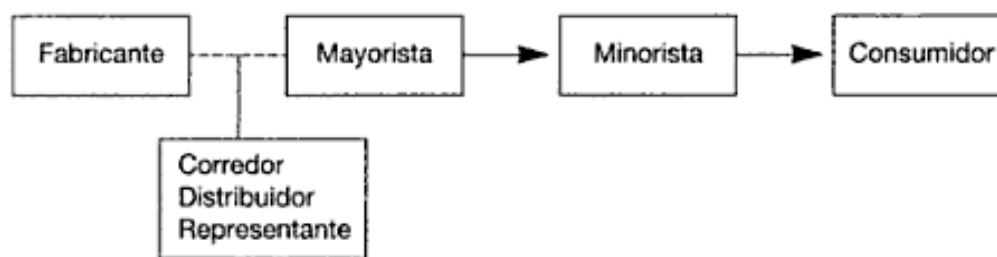 Fabricante
Mayorista
Minorista
Consumidor
Corredor
Distribuidor
Representante